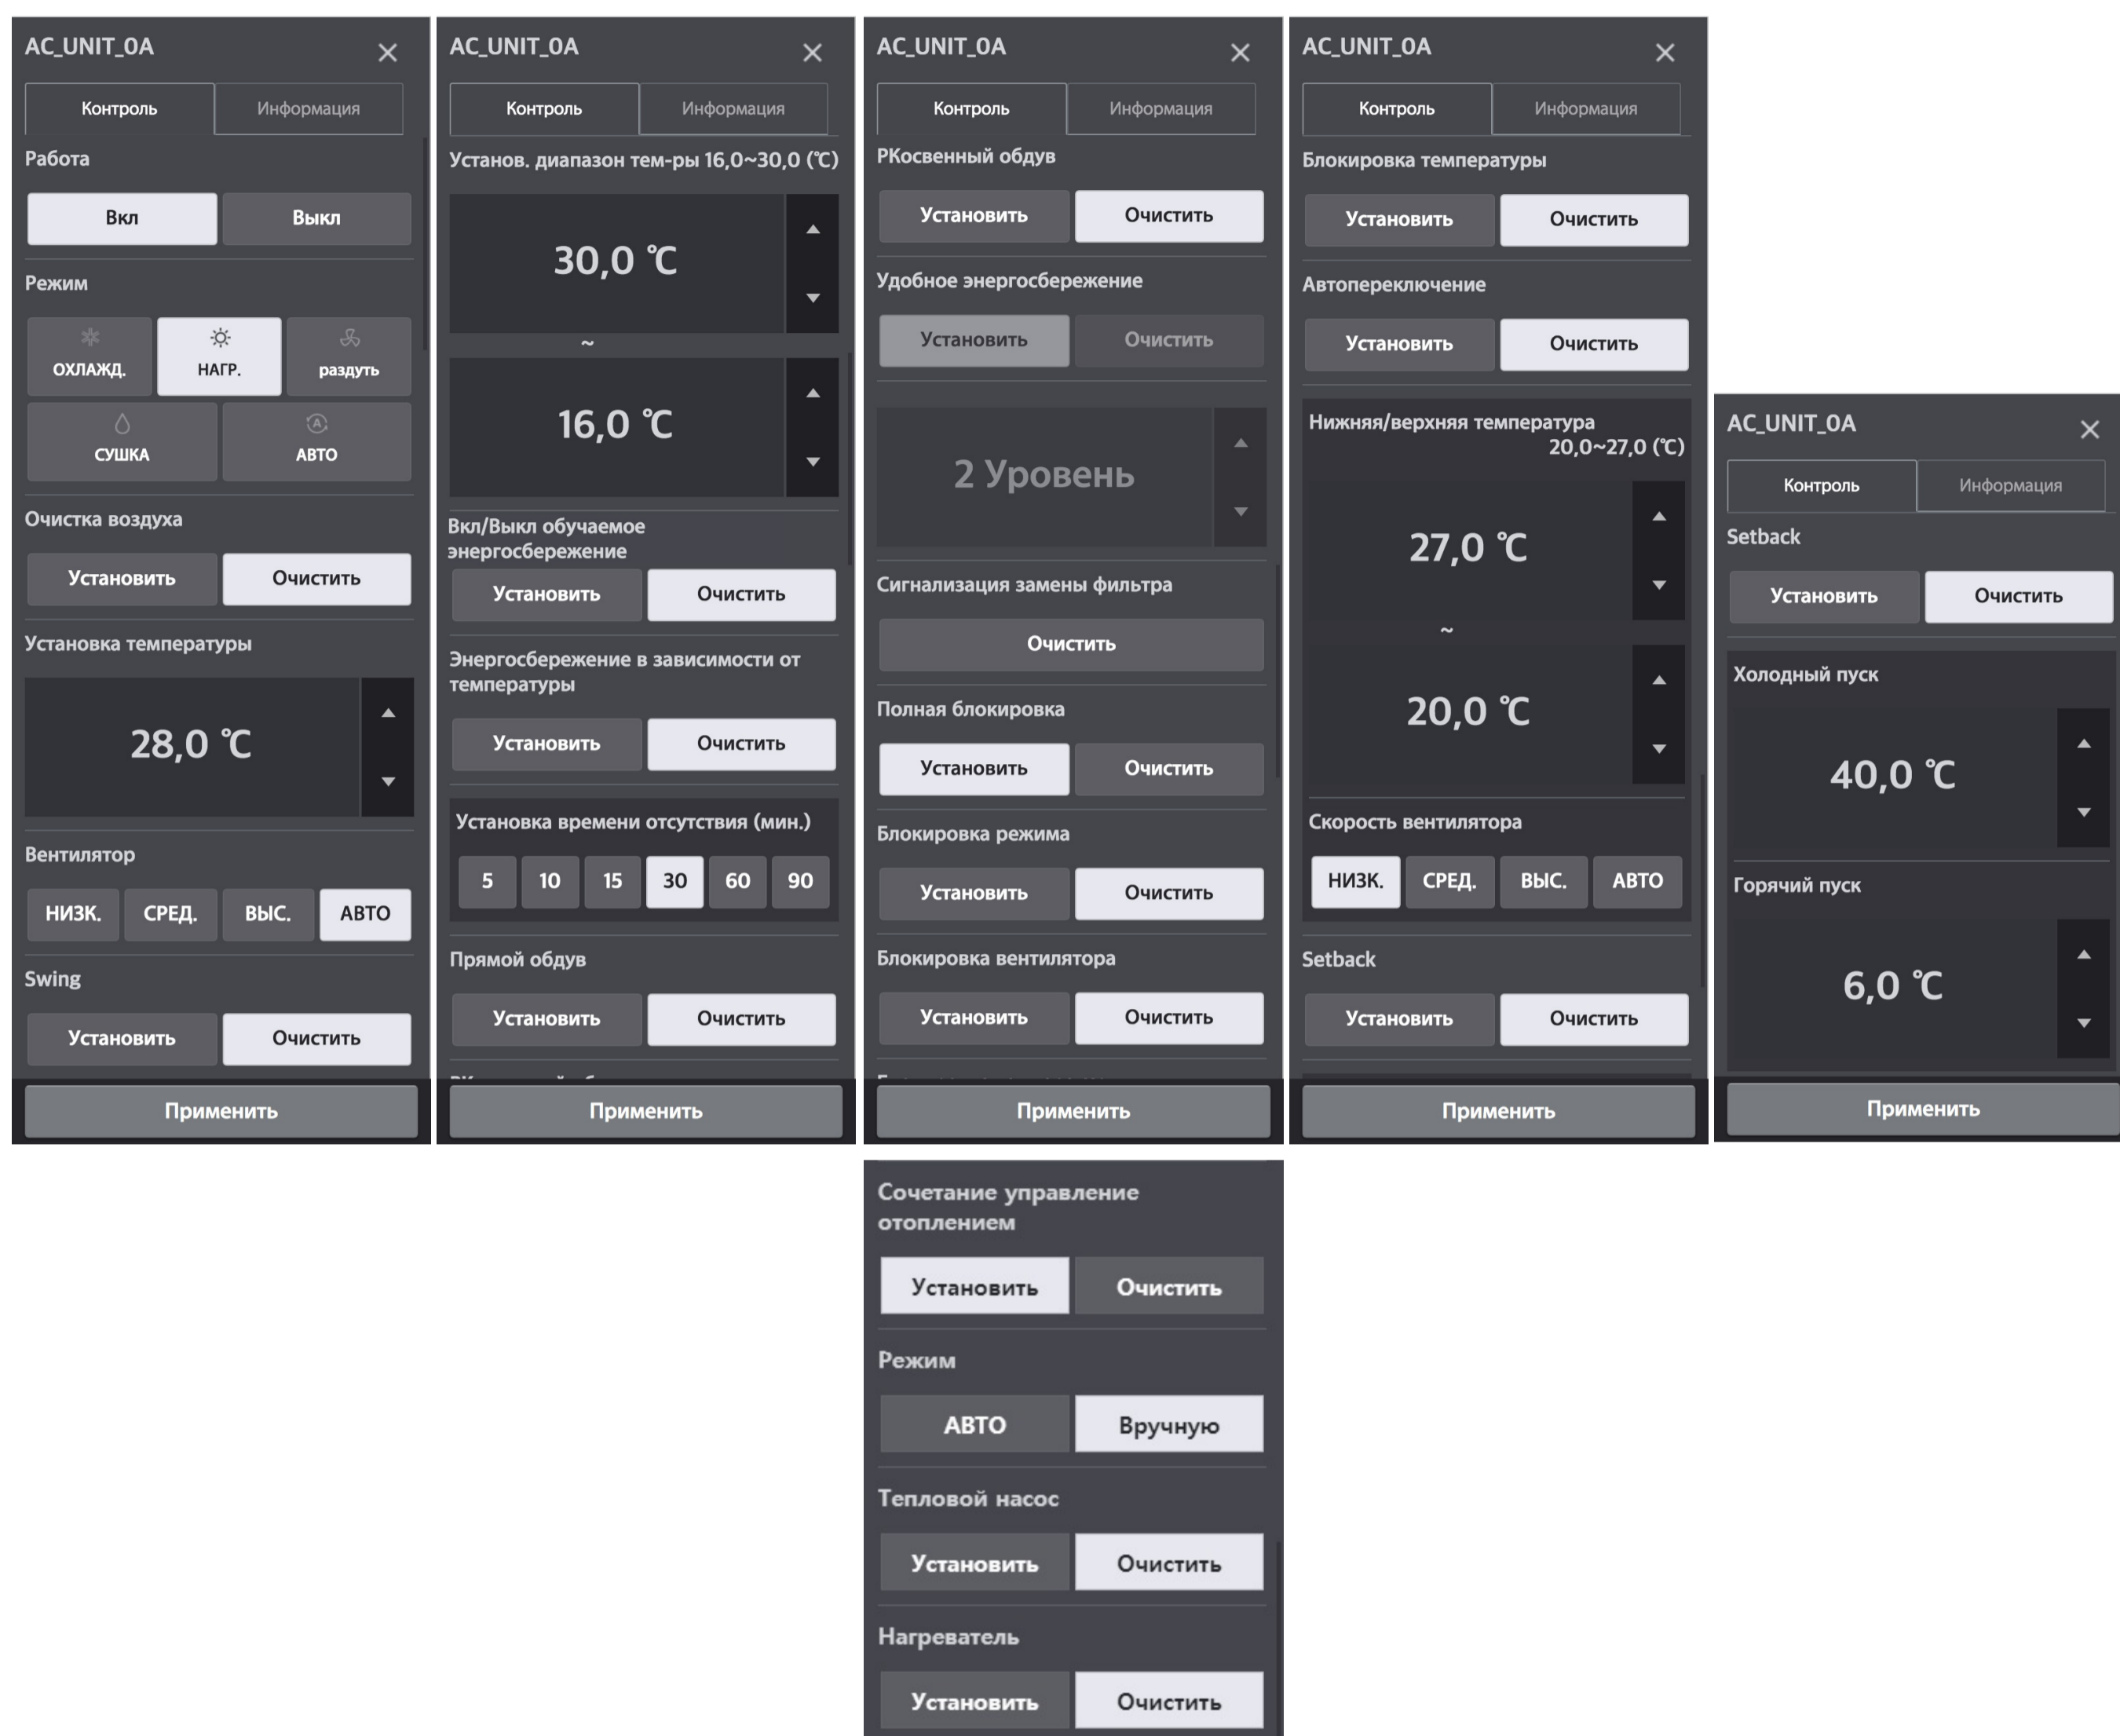 AC_UNIT_0A
Контроль Информация
Работа
Вкл Выкл
Режим
ОХЛАЖД. НАГР. раздуть
СУШКА АВТО
Очистка воздуха
Установить Очистить
Установка температуры
28,0 ℃
Вентилятор
НИЗК. СРЕД. ВЫС. АВТО
Swing
Установить Очистить
Применить
AC_UNIT_0A
Контроль Информация
Установ. диапазон тем-ры 16,0~30,0 (℃)
30,0 ℃
~
16,0 ℃
Вкл/Выкл обучаемое
энергосбережение
Установить Очистить
Энергосбережение в зависимости от
температуры
Установить Очистить
Установка времени отсутствия (мин.)
5 10 15 30 60 90
Прямой обдув
Установить Очистить
Применить
AC_UNIT_0A
Контроль Информация
РКосвенный обдув
Установить Очистить
Удобное энергосбережение
Установить Очистить
2 Уровень
Сигнализация замены фильтра
Очистить
Полная блокировка
Установить Очистить
Блокировка режима
Установить Очистить
Блокировка вентилятора
Установить Очистить
Применить
AC_UNIT_0A
Контроль Информация
Блокировка температуры
Установить Очистить
Автопереключение
Установить Очистить
Нижняя/верхняя температура
20,0~27,0 (℃)
27,0 ℃
~
20,0 ℃
Скорость вентилятора
НИЗК. СРЕД. ВЫС. АВТО
Setback
Установить Очистить
Применить
AC_UNIT_0A
Контроль Информация
Setback
Установить Очистить
Холодный пуск
40,0 ℃
Горячий пуск
6,0 ℃
Применить
Сочетание управление
отоплением
Установить Очистить
Режим
АВТО Вручную
Тепловой насос
Установить Очистить
Нагреватель
Установить Очистить